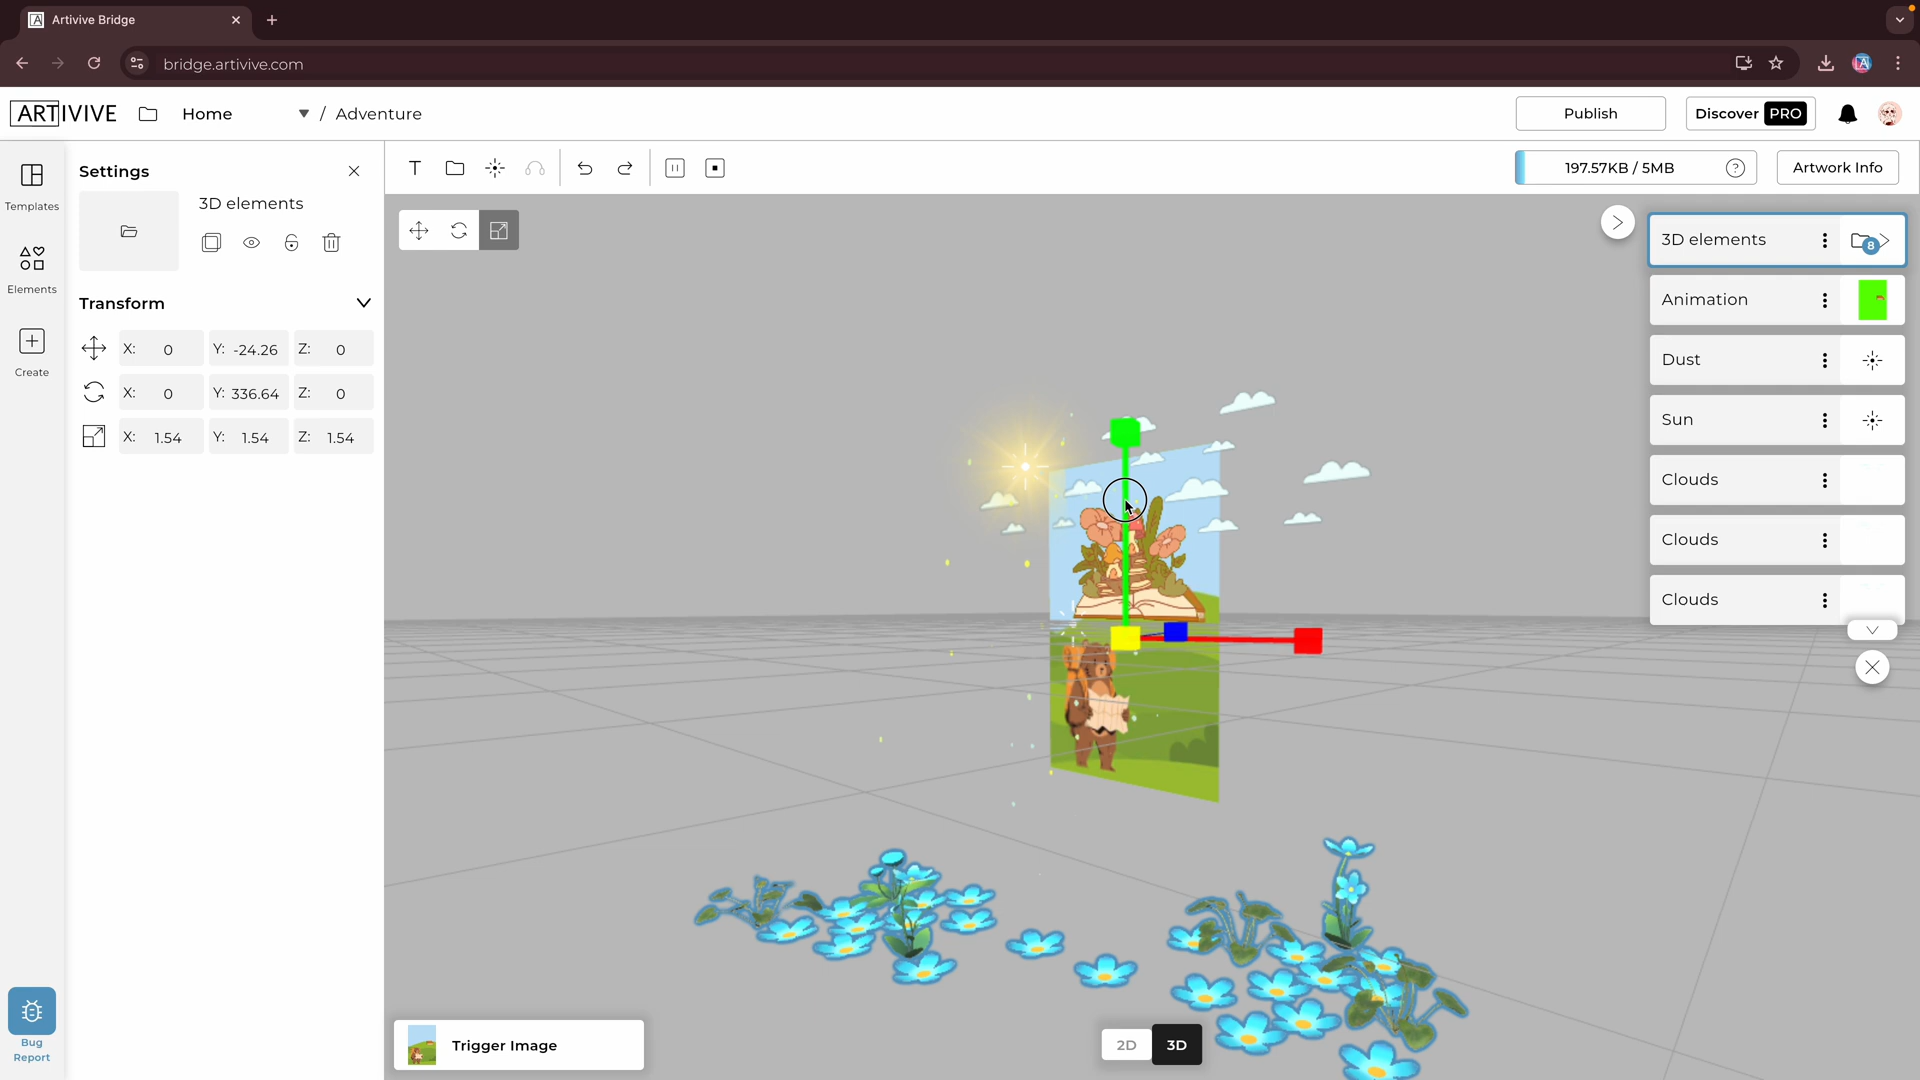 Artivive Bridge
bridge.artivive.com
ARTIVIVE
Home
/ Adventure
Publish
Discover PRO
Templates
Elements
Create
Bug
Report
Settings
3D elements
Transform
X: 0 Y: -24.26 Z: 0
X: 0 Y: 336.64 Z: 0
X: 1.54 Y: 1.54 Z: 1.54
T
197.57KB / 5MB
?
Artwork Info
3D elements
8
Animation
Dust
Sun
Clouds
Clouds
Clouds
Trigger Image
2D
3D